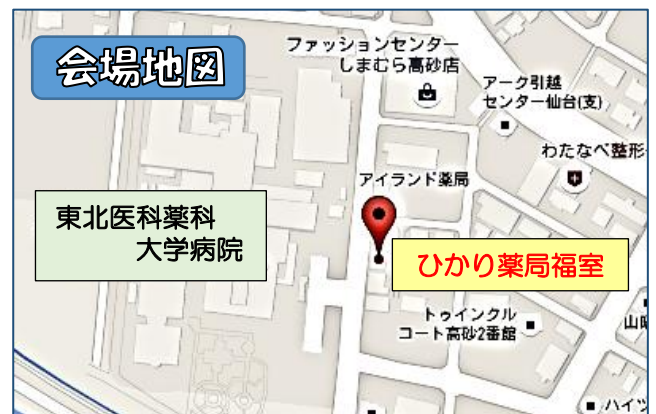 会場地図
ファッションセンター
しまむら高砂店
アーク引越
センター仙台(支)
わたなべ整形
アイランド薬局
東北医科薬科
大学病院
ひかり薬局福室
トゥインクル
コート高砂2番館
ハイツ